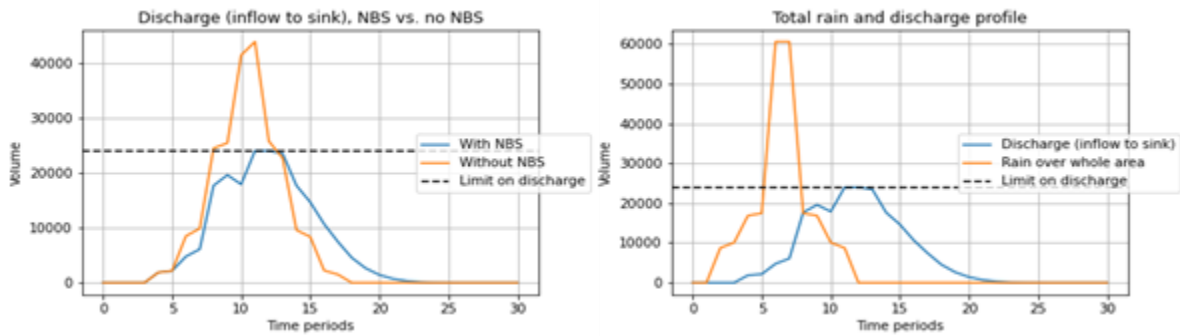 Discharge (inflow to sink), NBS vs. no NBS
Volume
40000
30000
20000
10000
0
0 5 10 15 20 25 30
Time periods
With NBS
Without NBS
Limit on discharge
Total rain and discharge profile
Volume
60000
50000
40000
30000
20000
10000
0
0 5 10 15 20 25 30
Time periods
Discharge (inflow to sink)
Rain over whole area
Limit on discharge